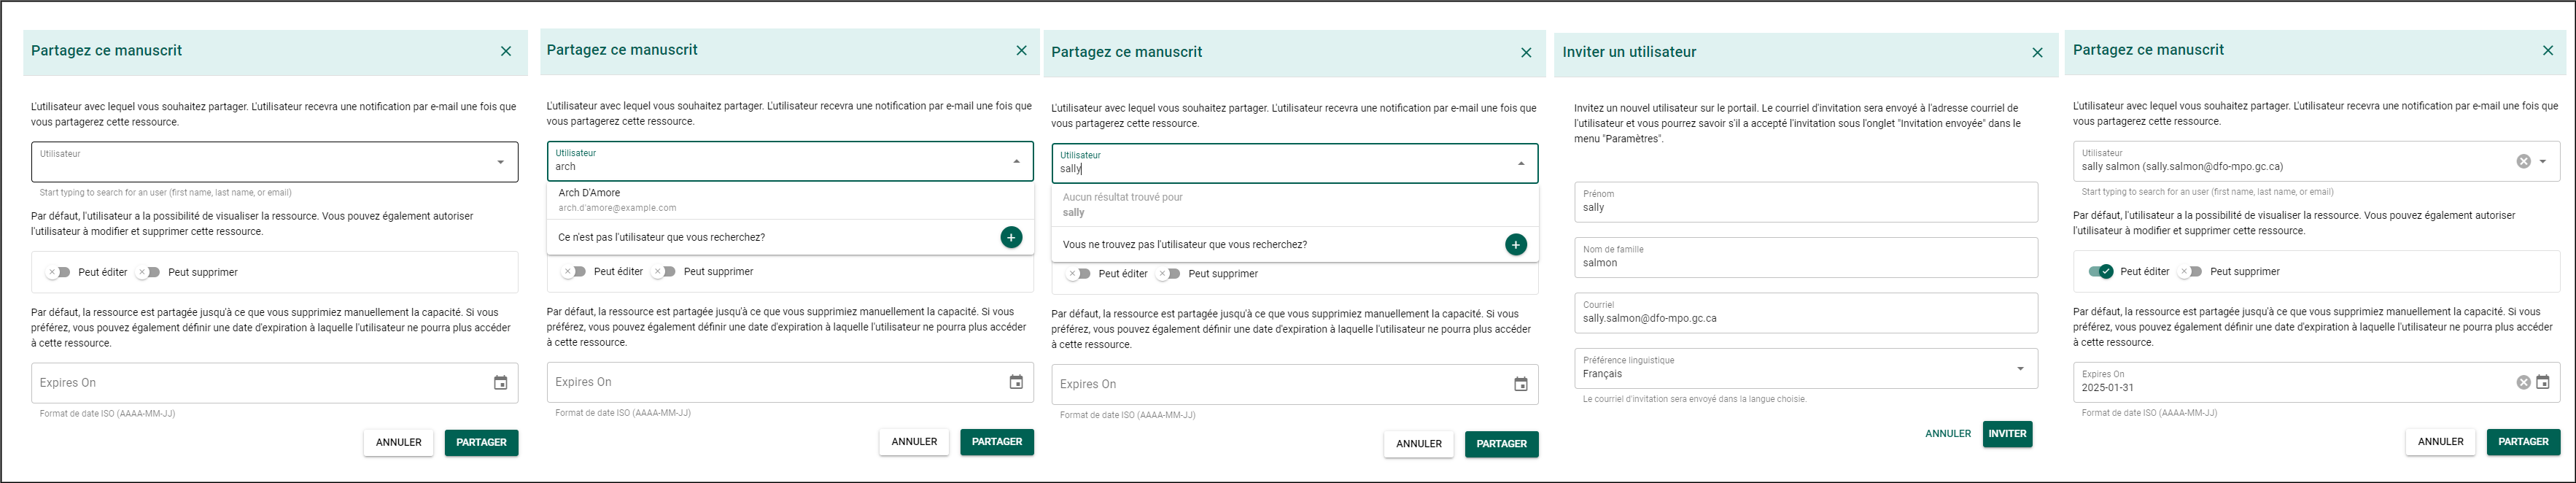 Partagez ce manuscrit
L'utilisateur avec lequel vous souhaitez partager. L'utilisateur recevra une notification par e-mail une fois que
vous partagerez cette ressource.
Utilisateur
Start typing to search for an user (first name, last name, or email)
Par défaut, l'utilisateur a la possibilité de visualiser la ressource. Vous pouvez également autoriser
l'utilisateur à modifier et supprimer cette ressource.
Peut éditer Peut supprimer
Par défaut, la ressource est partagée jusqu'à ce que vous supprimiez manuellement la capacité. Si vous
préférez, vous pouvez également définir une date d'expiration à laquelle l'utilisateur ne pourra plus accéder
à cette ressource.
Expires On
Format de date ISO (AAAA-MM-JJ)
ANNULER PARTAGER
Partagez ce manuscrit
L'utilisateur avec lequel vous souhaitez partager. L'utilisateur recevra une notification par e-mail une fois que
vous partagerez cette ressource.
Utilisateur
arch
Arch D'Amore
arch.d'amore@example.com
Ce n'est pas l'utilisateur que vous recherchez?
Peut éditer Peut supprimer
Par défaut, la ressource est partagée jusqu'à ce que vous supprimiez manuellement la capacité. Si vous
préférez, vous pouvez également définir une date d'expiration à laquelle l'utilisateur ne pourra plus accéder
à cette ressource.
Expires On
Format de date ISO (AAAA-MM-JJ)
ANNULER PARTAGER
Partagez ce manuscrit
L'utilisateur avec lequel vous souhaitez partager. L'utilisateur recevra une notification par e-mail une fois que
vous partagerez cette ressource.
Utilisateur
sally
Aucun résultat trouvé pour
sally
Vous ne trouvez pas l'utilisateur que vous recherchez?
Peut éditer Peut supprimer
Par défaut, la ressource est partagée jusqu'à ce que vous supprimiez manuellement la capacité. Si vous
préférez, vous pouvez également définir une date d'expiration à laquelle l'utilisateur ne pourra plus accéder
à cette ressource.
Expires On
Format de date ISO (AAAA-MM-JJ)
ANNULER PARTAGER
Inviter un utilisateur
Invitez un nouvel utilisateur sur le portail. Le courriel d'invitation sera envoyé à l'adresse courriel de
l'utilisateur et vous pourrez savoir s'il a accepté l'invitation sous l'onglet "Invitation envoyée" dans le
menu "Paramètres".
Prénom
sally
Nom de famille
salmon
Courriel
sally.salmon@dfo-mpo.gc.ca
Préférence linguistique
Français
Le courriel d'invitation sera envoyé dans la langue choisie.
ANNULER INVITER
Partagez ce manuscrit
L'utilisateur avec lequel vous souhaitez partager. L'utilisateur recevra une notification par e-mail une fois que
vous partagerez cette ressource.
Utilisateur
sally salmon (sally.salmon@dfo-mpo.gc.ca)
Start typing to search for an user (first name, last name, or email)
Par défaut, l'utilisateur a la possibilité de visualiser la ressource. Vous pouvez également autoriser
l'utilisateur à modifier et supprimer cette ressource.
Peut éditer Peut supprimer
Par défaut, la ressource est partagée jusqu'à ce que vous supprimiez manuellement la capacité. Si vous
préférez, vous pouvez également définir une date d'expiration à laquelle l'utilisateur ne pourra plus accéder
à cette ressource.
Expires On
2025-01-31
Format de date ISO (AAAA-MM-JJ)
ANNULER PARTAGER